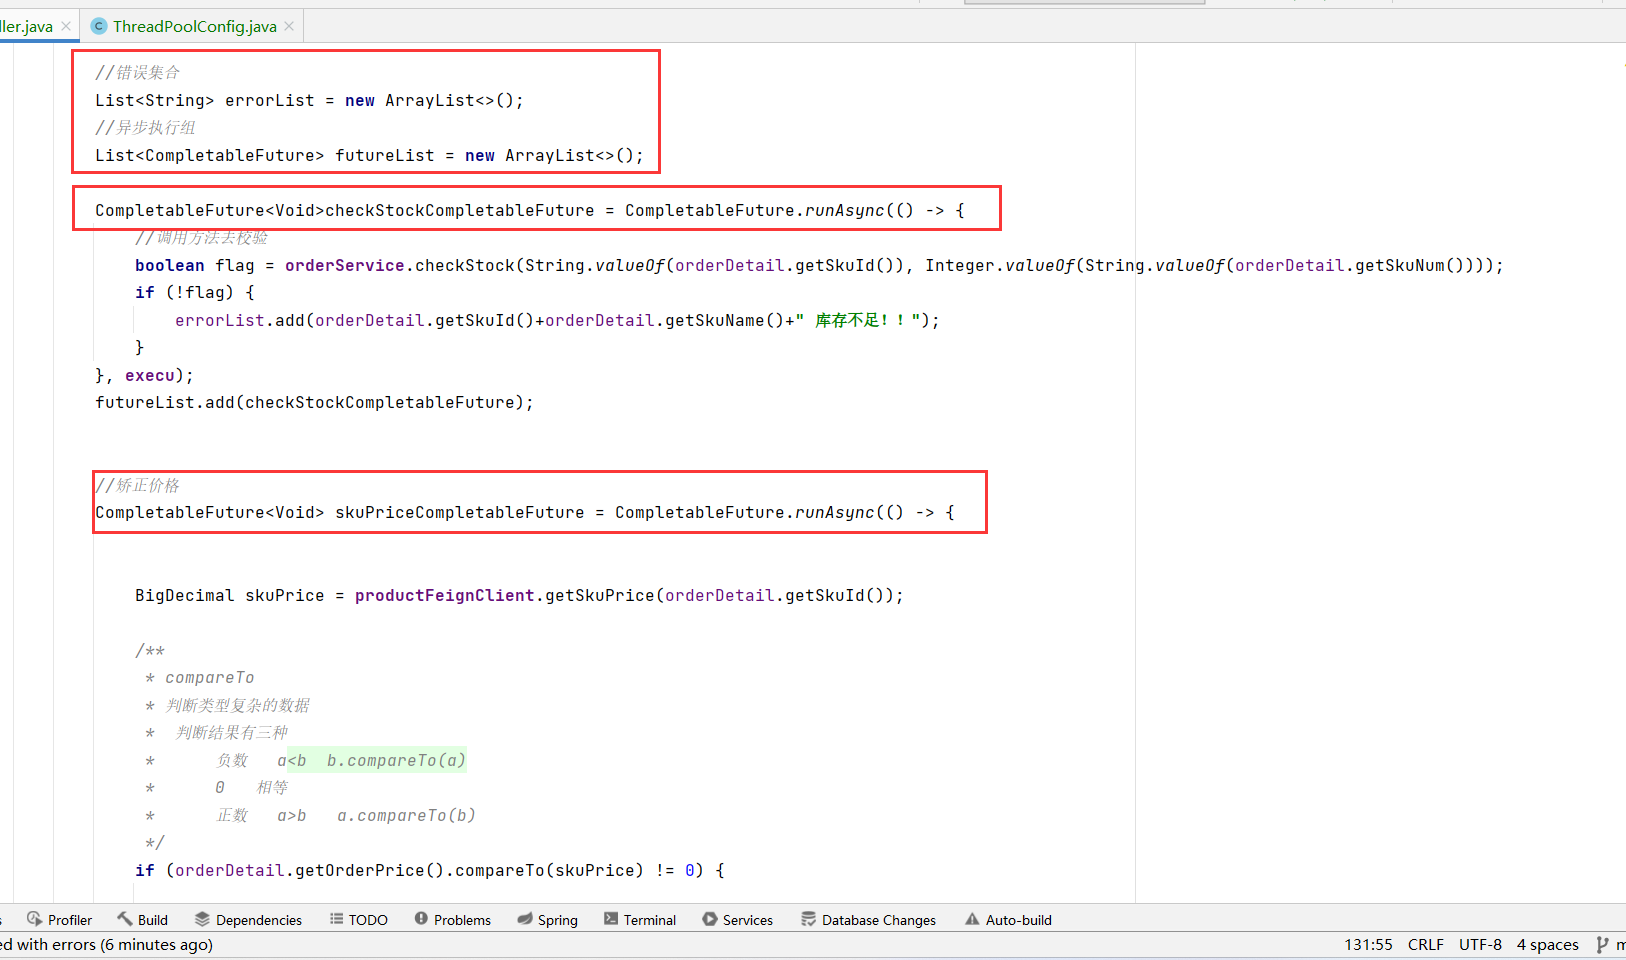 ller.java
ThreadPoolConfig.java
//错误集合
List<String> errorList = new ArrayList<>();
//异步执行组
List<CompletableFuture> futureList = new ArrayList<>();
CompletableFuture<Void>checkStockCompletableFuture = CompletableFuture.runAsync(() -> {
//调用方法去校验
boolean flag = orderService.checkStock(String.valueOf(orderDetail.getSkuId()), Integer.valueOf(String.valueOf(orderDetail.getSkuNum())));
if (!flag) {
errorList.add(orderDetail.getSkuId()+orderDetail.getSkuName()+" 库存不足！！");
}
}, execu);
futureList.add(checkStockCompletableFuture);
//矫正价格
CompletableFuture<Void> skuPriceCompletableFuture = CompletableFuture.runAsync(() -> {
BigDecimal skuPrice = productFeignClient.getSkuPrice(orderDetail.getSkuId());
/**
* compareTo
* 判断类型复杂的数据
* 判断结果有三种
* 负数 a<b b.compareTo(a)
* 0 相等
* 正数 a>b a.compareTo(b)
*/
if (orderDetail.getOrderPrice().compareTo(skuPrice) != 0) {
Profiler Build Dependencies TODO Problems Spring Terminal Services Database Changes Auto-build
ed with errors (6 minutes ago) 131:55 CRLF UTF-8 4 spaces